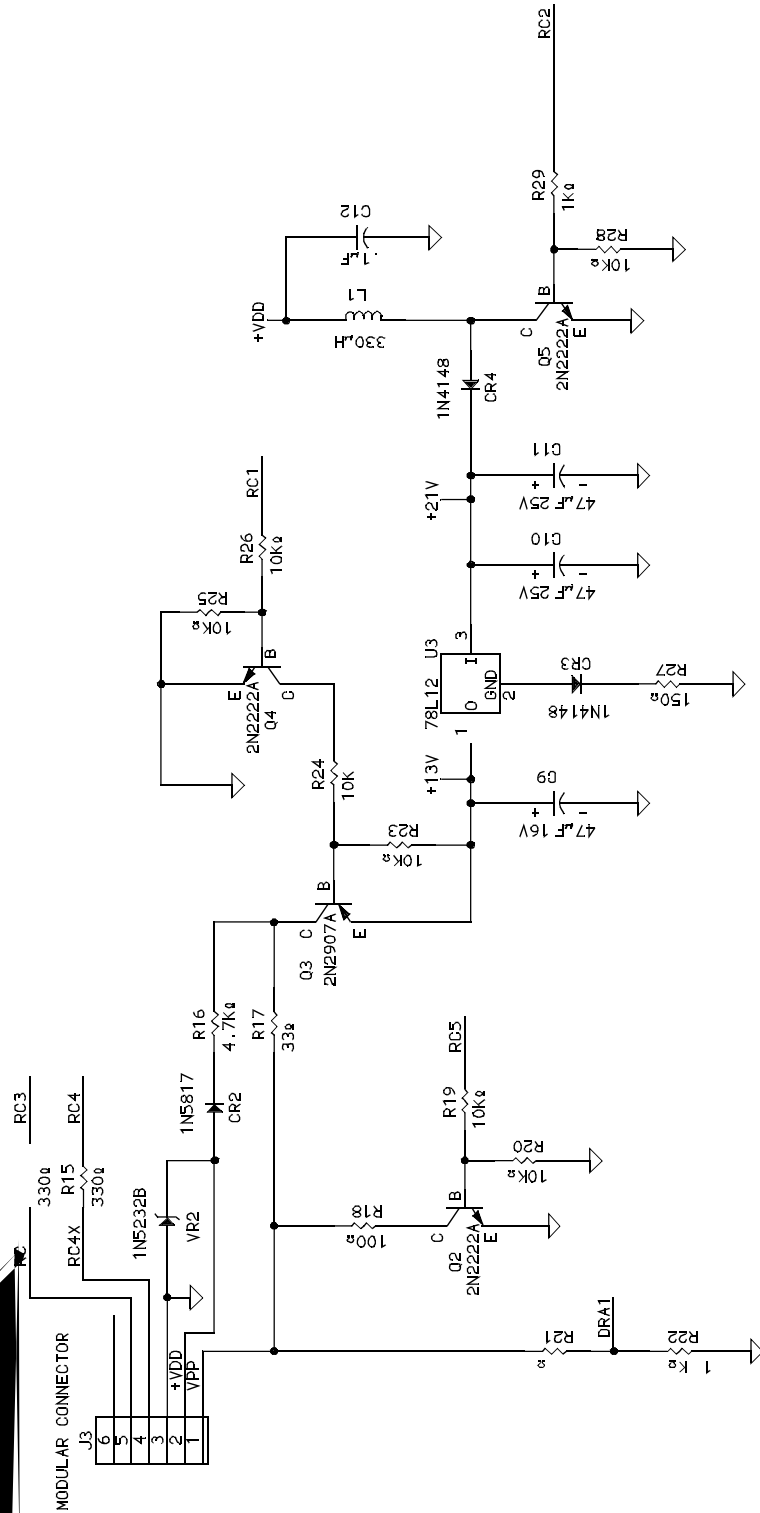 RC2
R29
1KΩ
C12
.1µF
R28
10KΩ
L1
330µH
+VDD
B
C
E
Q5
2N2222A
1N4148
CR4
C11
+
-
47µF 25V
+21V
C10
+
-
47µF 25V
RC1
R26
10KΩ
R25
10KΩ
B
E
C
2N2222A
Q4
U3
78L12
3
I
GND
2
O
1
CR3
1N4148
R27
150Ω
R24
10K
+13V
C9
+
-
47µF 16V
R23
10KΩ
B
C
E
Q3
2N2907A
R16
4.7KΩ
R17
33Ω
RC5
R19
10KΩ
R20
10KΩ
1N5817
CR2
RC3
RC4
330Ω
R15
330Ω
1N5232B
VR2
RC4X
RC
R18
100Ω
B
C
E
Q2
2N2222A
DRA1
R21
Ω
R22
1 KΩ
+VDD
VPP
MODULAR CONNECTOR
J3
6
5
4
3
2
1